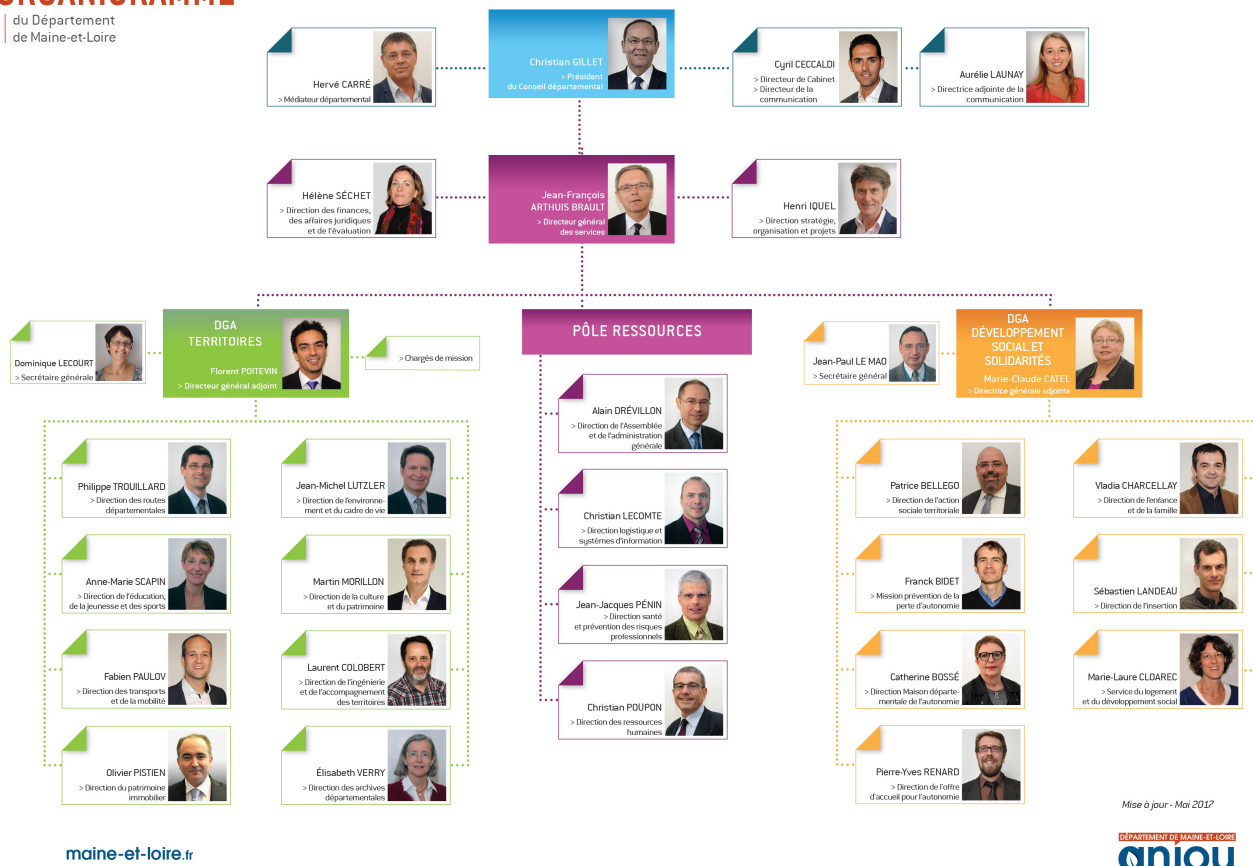 ORGANIGRAMME
du Département
de Maine-et-Loire
Hervé CARRÉ
> Médiateur départemental
Christian GILLET
> Président
du Conseil départemental
Cyril CECCALDI
> Directeur de Cabinet
> Directeur de la
communication
Aurélie LAUNAY
> Directrice adjointe de la
communication
Hélène SÉCHET
> Direction des finances,
des affaires juridiques
et de l'évaluation
Jean-François
ARTHUIS BRAULT
> Directeur général
des services
Henri IQUEL
> Direction stratégie,
organisation et projets
Dominique LECOURT
> Secrétaire générale
DGA
TERRITOIRES
Florent POITEVIN
> Directeur général adjoint
> Chargés de mission
PÔLE RESSOURCES
Jean-Paul LE MAO
> Secrétaire général
DGA
DÉVELOPPEMENT
SOCIAL ET
SOLIDARITÉS
Marie-Claude CATEL
> Directrice générale adjointe
Philippe TROUILLARD
> Direction des routes
départementales
Jean-Michel LUTZLER
> Direction de l'environne-
ment et du cadre de vie
Anne-Marie SCAPIN
> Direction de l'éducation,
de la jeunesse et des sports
Martin MORILLON
> Direction de la culture
et du patrimoine
Fabien PAULOV
> Direction des transports
et de la mobilité
Laurent COLOBERT
> Direction de l'ingénierie
et de l'accompagnement
des territoires
Olivier PISTIEN
> Direction du patrimoine
immobilier
Élisabeth VERRY
> Direction des archives
départementales
Alain DRÉVILLON
> Direction de l'Assemblée
et de l'administration
générale
Christian LECOMTE
> Direction logistique et
systèmes d'information
Jean-Jacques PÉNIN
> Direction santé
et prévention des risques
professionnels
Christian POUPON
> Direction des ressources
humaines
Patrice BELLEGO
> Direction de l'action
sociale territoriale
Vladia CHARCELLAY
> Direction de l'enfance
et de la famille
Franck BIDET
> Mission prévention de la
perte d'autonomie
Sébastien LANDEAU
> Direction de l'insertion
Catherine BOSSÉ
> Direction Maison départe-
mentale de l'autonomie
Marie-Laure CLOAREC
> Service du logement
et du développement social
Pierre-Yves RENARD
> Direction de l'offre
d'accueil pour l'autonomie
Mise à jour - Mai 2017
maine-et-loire.fr
DÉPARTEMENT DE MAINE-ET-LOIRE
anjou